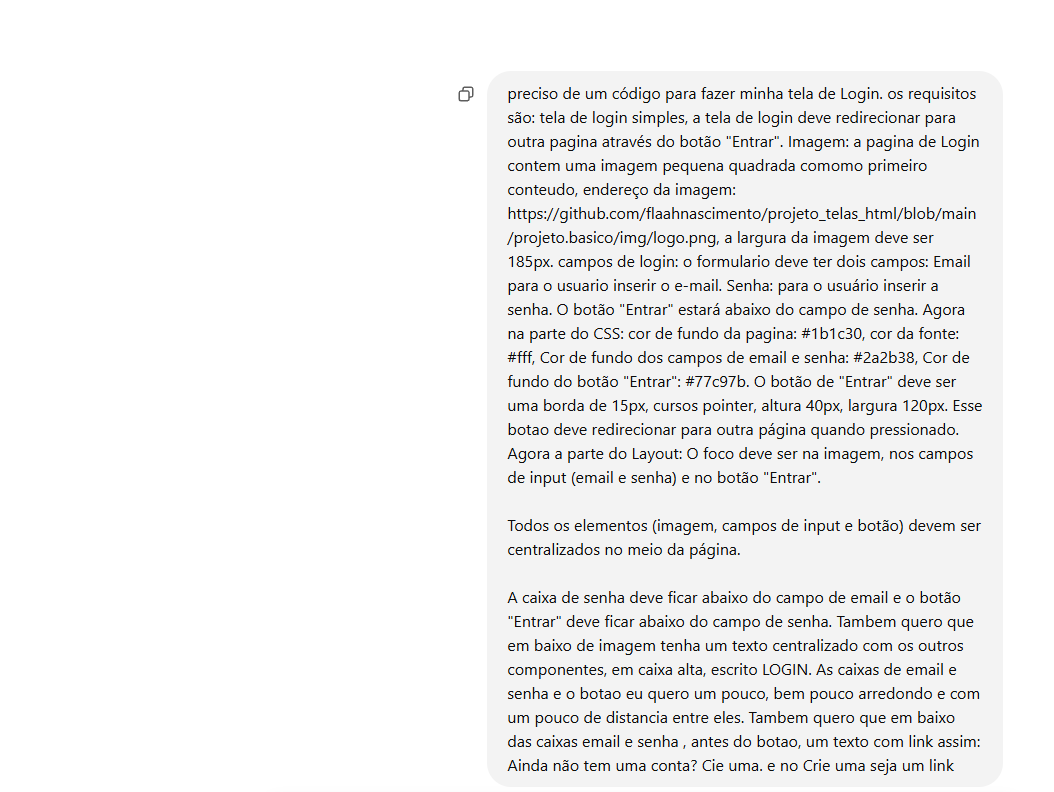 preciso de um código para fazer minha tela de Login. os requisitos
são: tela de login simples, a tela de login deve redirecionar para
outra pagina através do botão "Entrar". Imagem: a pagina de Login
contem uma imagem pequena quadrada comomo primeiro
conteudo, endereço da imagem:
https://github.com/flaahnascimento/projeto_telas_html/blob/main
/projeto.basico/img/logo.png, a largura da imagem deve ser
185px. campos de login: o formulario deve ter dois campos: Email
para o usuario inserir o e-mail. Senha: para o usuário inserir a
senha. O botão "Entrar" estará abaixo do campo de senha. Agora
na parte do CSS: cor de fundo da pagina: #1b1c30, cor da fonte:
#fff, Cor de fundo dos campos de email e senha: #2a2b38, Cor de
fundo do botão "Entrar": #77c97b. O botão de "Entrar" deve ser
uma borda de 15px, cursos pointer, altura 40px, largura 120px. Esse
botao deve redirecionar para outra página quando pressionado.
Agora a parte do Layout: O foco deve ser na imagem, nos campos
de input (email e senha) e no botão "Entrar".
Todos os elementos (imagem, campos de input e botão) devem ser
centralizados no meio da página.
A caixa de senha deve ficar abaixo do campo de email e o botão
"Entrar" deve ficar abaixo do campo de senha. Tambem quero que
em baixo de imagem tenha um texto centralizado com os outros
componentes, em caixa alta, escrito LOGIN. As caixas de email e
senha e o botao eu quero um pouco, bem pouco arredondo e com
um pouco de distancia entre eles. Tambem quero que em baixo
das caixas email e senha , antes do botao, um texto com link assim:
Ainda não tem uma conta? Cie uma. e no Crie uma seja um link